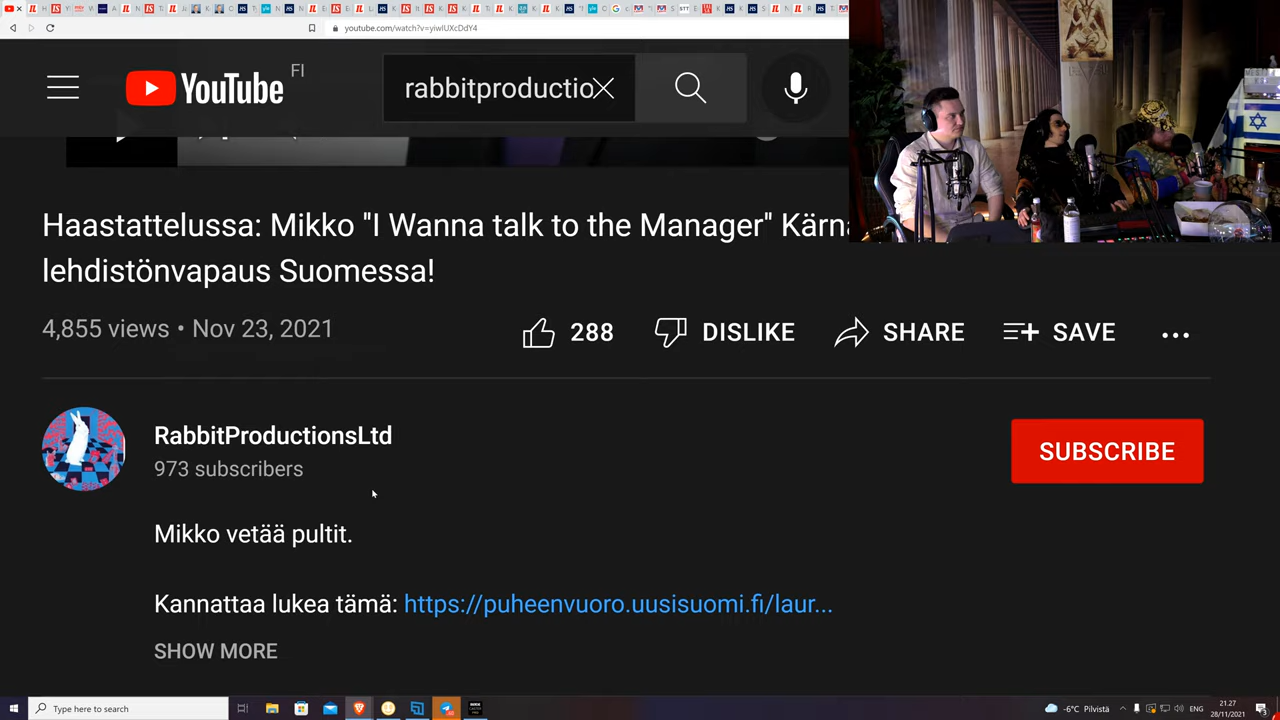 youtube.com/watch?v=yiwIUXcDdY4
YouTube FI
rabbitproductio
Haastattelussa: Mikko "I Wanna talk to the Manager" Kärna
lehdistönvapaus Suomessa!
4,855 views • Nov 23, 2021
288
DISLIKE
SHARE
SAVE
RabbitProductionsLtd
973 subscribers
SUBSCRIBE
Mikko vetää pultit.
Kannattaa lukea tämä: https://puheenvuoro.uusisuomi.fi/laur...
SHOW MORE
Type here to search
-6°C Pilvistä
ENG
21.27
28/11/2021